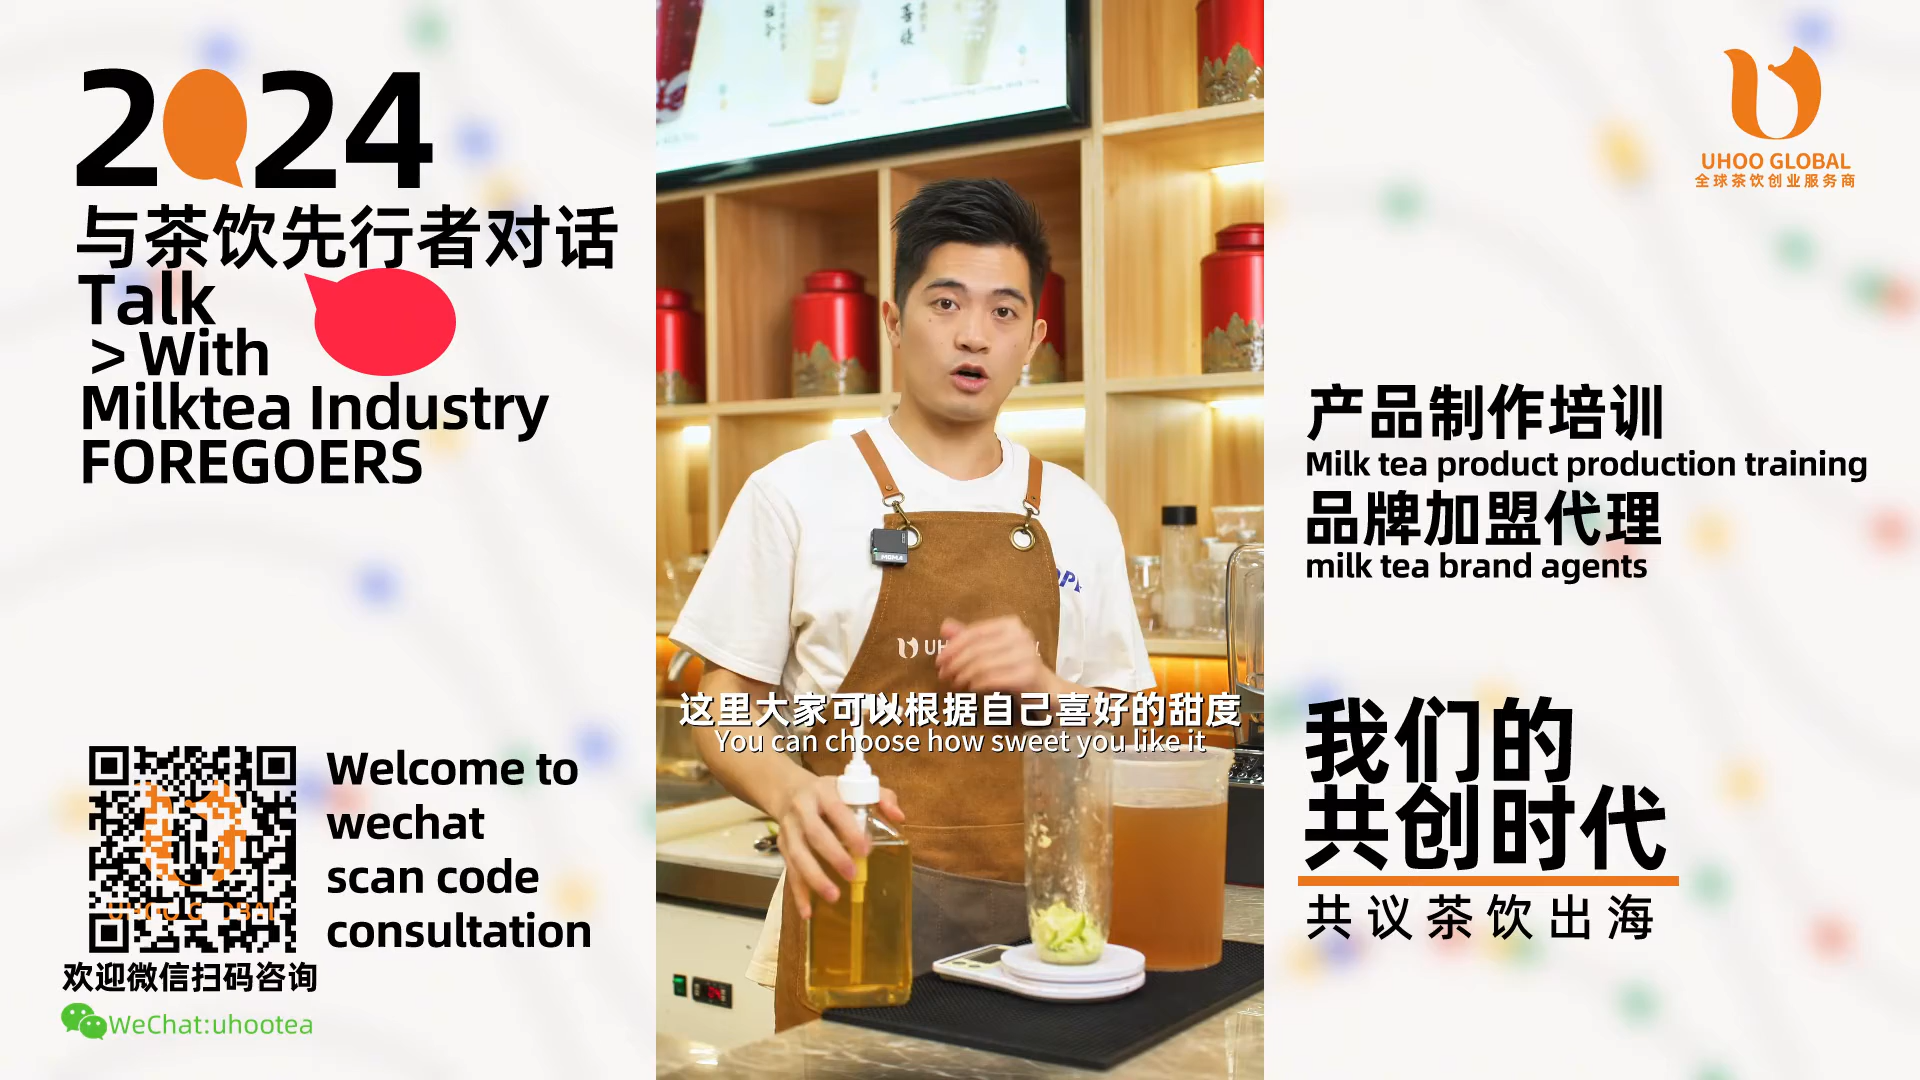 2024
与茶饮先行者对话
Talk
> With
Milktea Industry
FOREGOERS
Welcome to
wechat
scan code
consultation
欢迎微信扫码咨询
WeChat:uhootea
这里大家可以根据自己喜好的甜度
You can choose how sweet you like it
UHOO GLOBAL
全球茶饮创业服务商
产品制作培训
Milk tea product production training
品牌加盟代理
milk tea brand agents
我们的
共创时代
共议茶饮出海